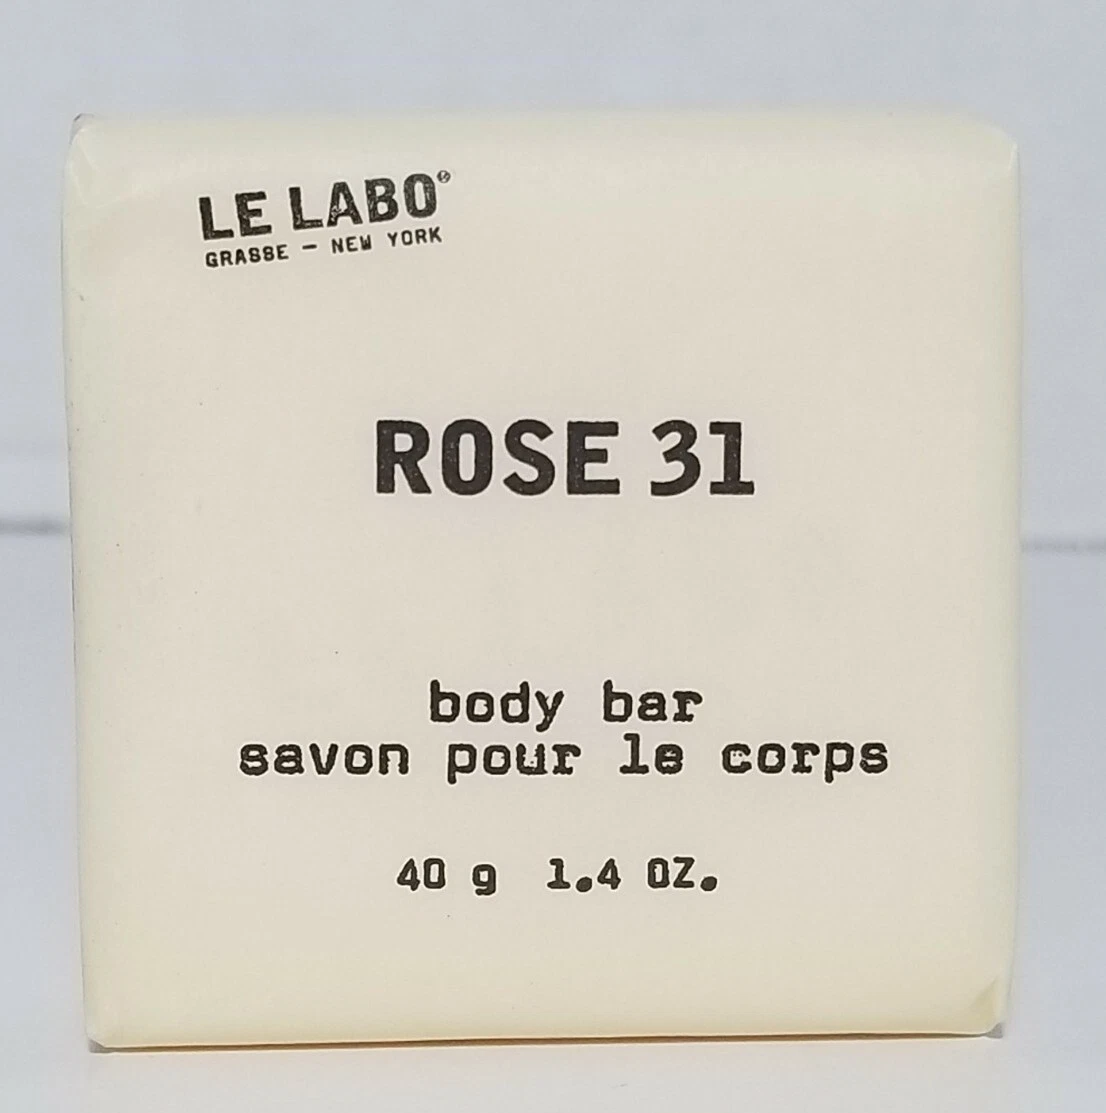 LE LABO®
GRASSE — NEW YORK
ROSE 31
body bar
savon pour le corps
40 g 1.4 OZ.